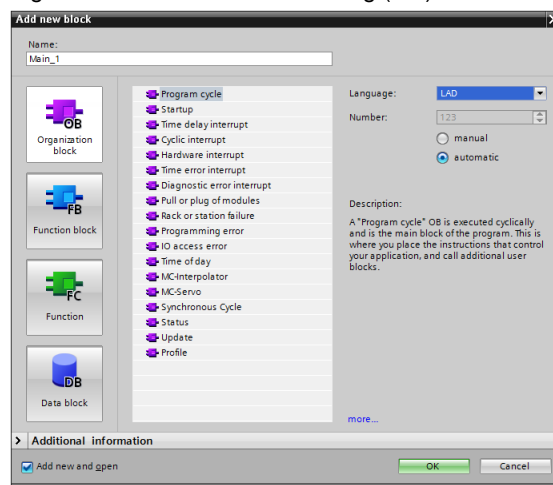 Add new block
Name:
Main_1
OB
Organization
block
FB
Function block
FC
Function
DB
Data block
Program cycle
Startup
Time delay interrupt
Cyclic interrupt
Hardware interrupt
Time error interrupt
Diagnostic error interrupt
Pull or plug of modules
Rack or station failure
Programming error
IO access error
Time of day
MC-Interpolator
MC-Servo
Synchronous Cycle
Status
Update
Profile
Language:
LAD
Number:
123
manual
automatic
Description:
A "Program cycle" OB is executed cyclically
and is the main block of the program. This is
where you place the instructions that control
your application, and call additional user
blocks.
more...
> Additional information
Add new and open
OK
Cancel